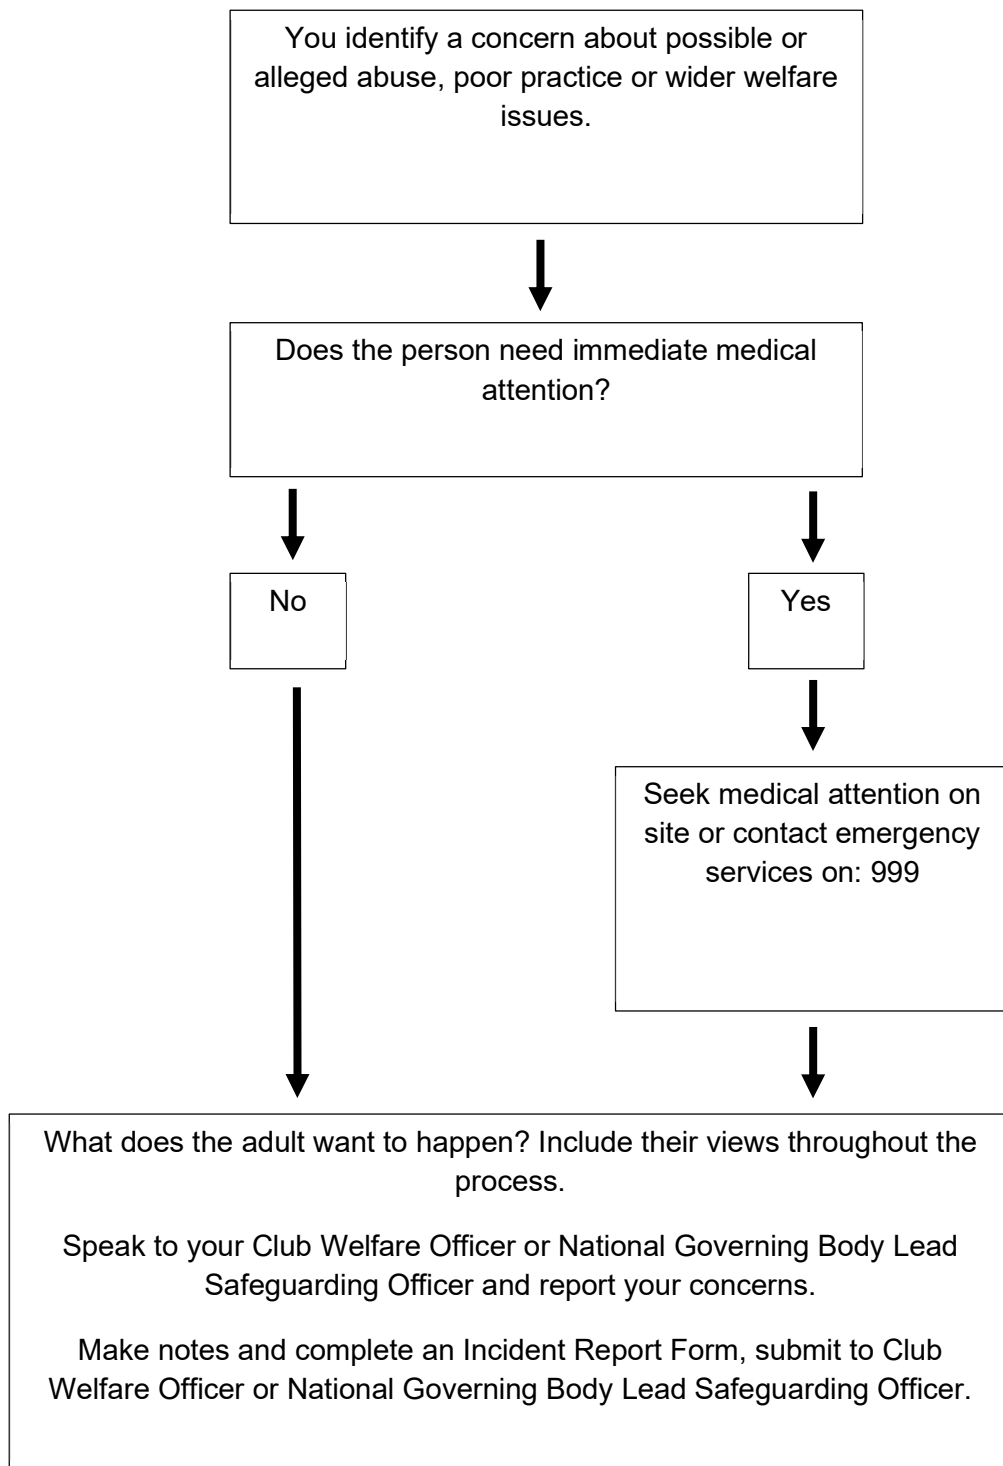 You identify a concern about possible or
alleged abuse, poor practice or wider welfare
issues.
Does the person need immediate medical
attention?
No
Yes
Seek medical attention on
site or contact emergency
services on: 999
What does the adult want to happen? Include their views throughout the
process.
Speak to your Club Welfare Officer or National Governing Body Lead
Safeguarding Officer and report your concerns.
Make notes and complete an Incident Report Form, submit to Club
Welfare Officer or National Governing Body Lead Safeguarding Officer.